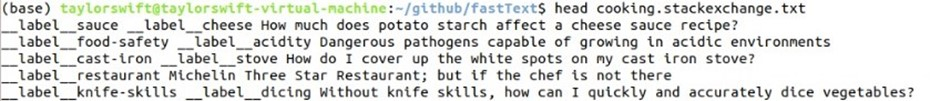 (base) taylorswift@taylorswift-virtual-machine:~/github/fastText$ head cooking.stackexchange.txt
__label__sauce __label__cheese How much does potato starch affect a cheese sauce recipe?
__label__food-safety __label__acidity Dangerous pathogens capable of growing in acidic environments
__label__cast-iron __label__stove How do I cover up the white spots on my cast iron stove?
__label__restaurant Michelin Three Star Restaurant; but if the chef is not there
__label__knife-skills __label__dicing Without knife skills, how can I quickly and accurately dice vegetables?